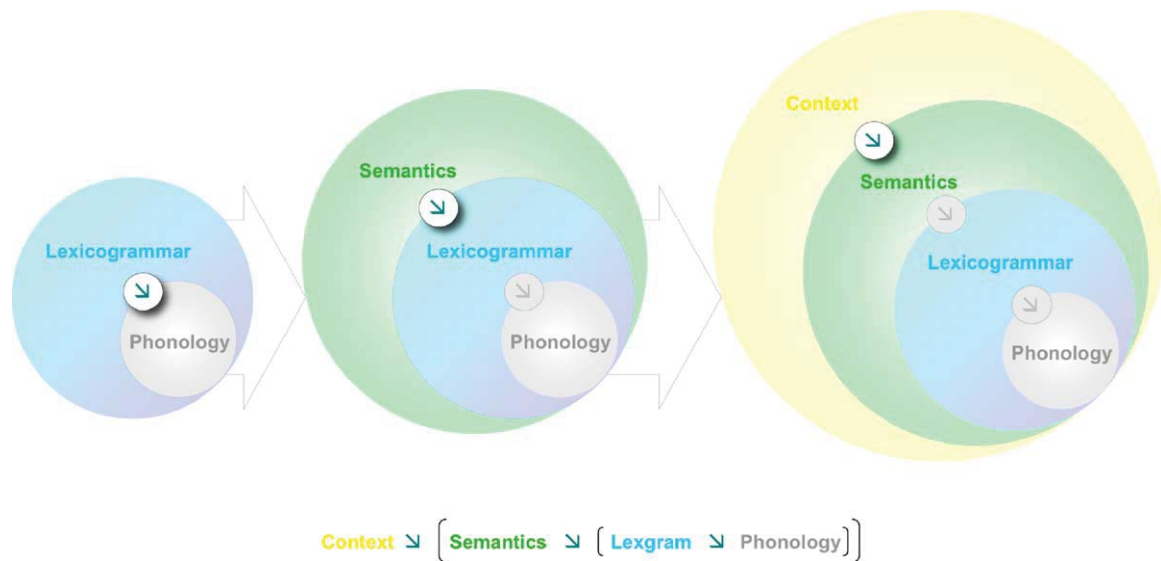 Lexicogrammar
Phonology
Semantics
Lexicogrammar
Phonology
Context
Semantics
Lexicogrammar
Phonology
Context ↘ [Semantics ↘ [Lexgram ↘ Phonology]]